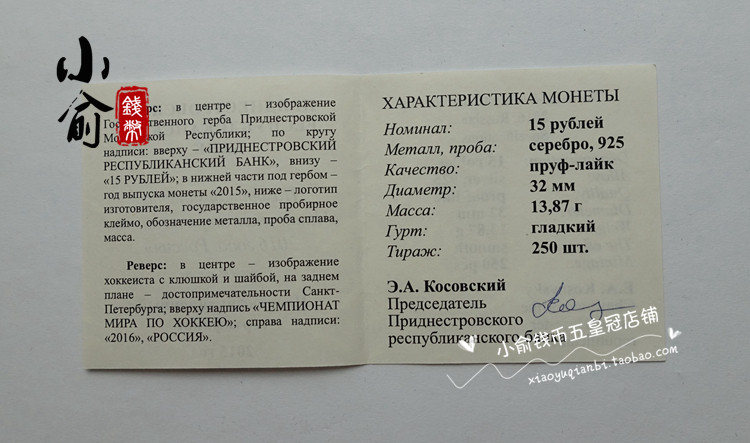 小俞
錢幣
рс: в центре – изображение
Го твенного герба Приднестровской
Мо кой Республики; по кругу
надписи: вверху – «ПРИДНЕСТРОВСКИЙ
РЕСПУБЛИКАНСКИЙ БАНК», внизу –
«15 РУБЛЕЙ»; в нижней части под гербом –
год выпуска монеты «2015», ниже – логотип
изготовителя, государственное пробирное
клеймо, обозначение металла, проба сплава,
масса.
Реверс: в центре – изображение
хоккеиста с клюшкой и шайбой, на заднем
плане – достопримечательности Санкт-
Петербурга; вверху надпись «ЧЕМПИОНАТ
МИРА ПО ХОККЕЮ»; справа надписи:
«2016», «РОССИЯ».
ХАРАКТЕРИСТИКА МОНЕТЫ
Номинал: 15 рублей
Металл, проба: серебро, 925
Качество: пруф-лайк
Диаметр: 32 мм
Масса: 13,87 г
Гурт: гладкий
Тираж: 250 шт.
Э.А. Косовский
Председатель
Приднестровского
республиканского банка
小俞钱币五皇冠店铺
xiaoyuqianbi.taobao.com